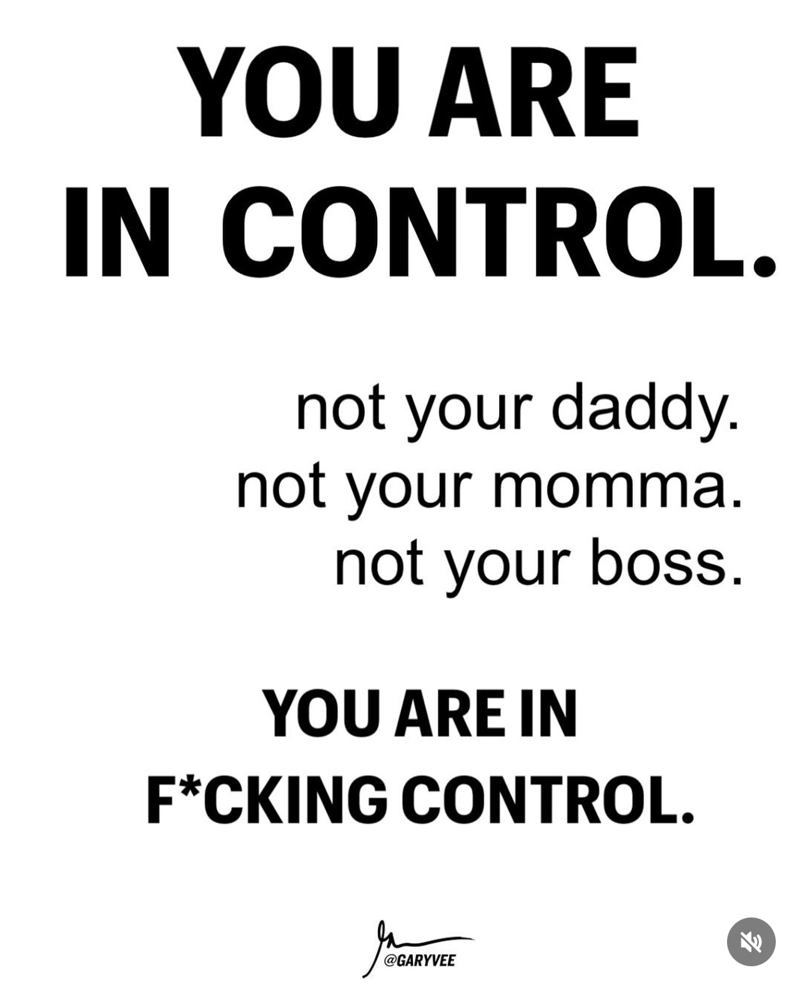 YOU ARE
IN CONTROL.
not your daddy.
not your momma.
not your boss.
YOU ARE IN
F*CKING CONTROL.
@GARYVEE